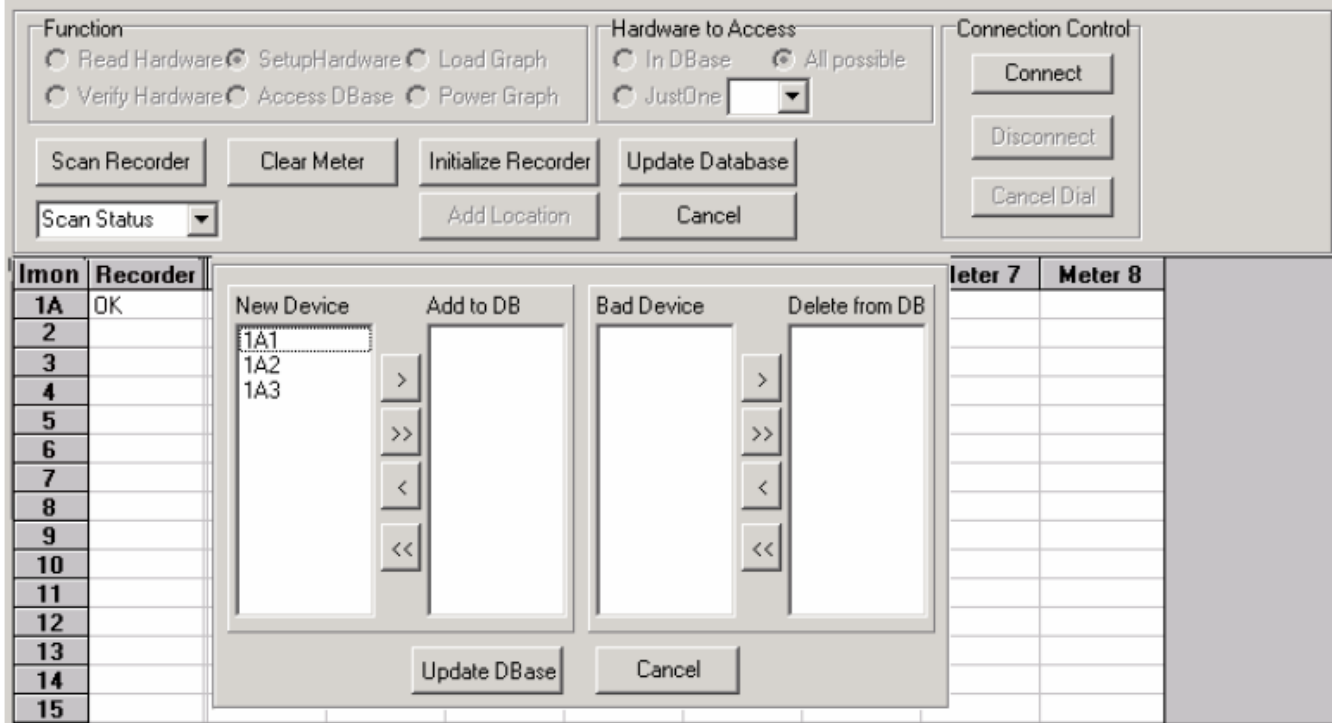 Function
Read Hardware SetupHardware Load Graph
Verify Hardware Access DBase Power Graph
Hardware to Access
In DBase All possible
JustOne
Connection Control
Connect
Disconnect
Cancel Dial
Scan Recorder Clear Meter Initialize Recorder Update Database
Scan Status Add Location Cancel
Imon Recorder Meter 8
1A OK
2
3
4
5
6
7
8
9
10
11
12
13
14
15
New Device Add to DB Bad Device Delete from DB
1A1
1A2
1A3
> >
>> >>
< <
<< <<
Update DBase Cancel